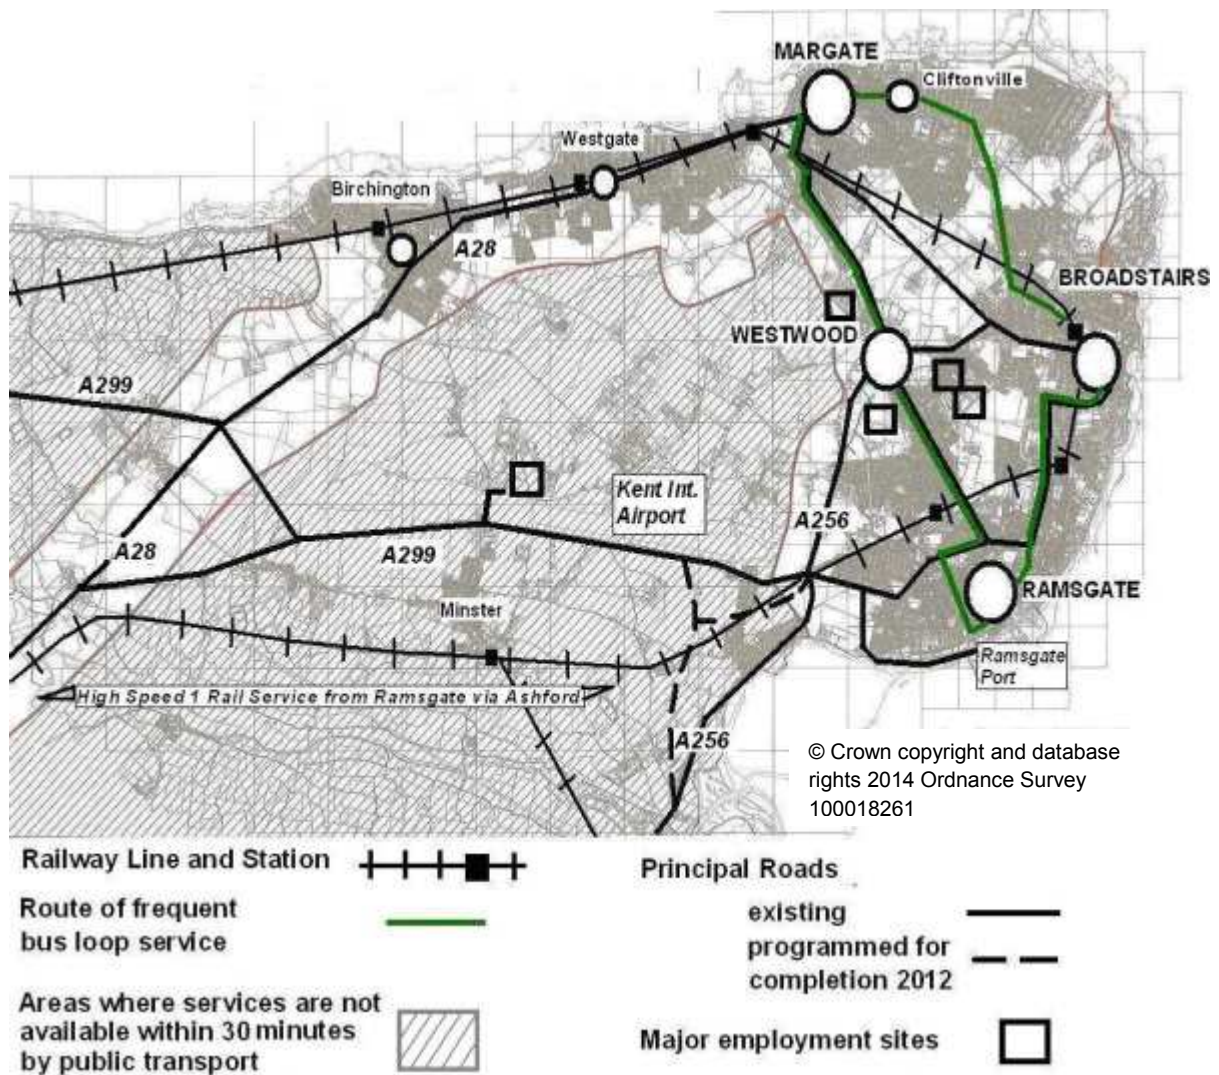 MARGATE
Cliftonville
Westgate
Birchington
A28
BROADSTAIRS
WESTWOOD
A299
Kent Int.
Airport
A256
A28
A299
Minster
RAMSGATE
Ramsgate
Port
High Speed 1 Rail Service from Ramsgate via Ashford
A256
© Crown copyright and database
rights 2014 Ordnance Survey
100018261
Railway Line and Station
Route of frequent
bus loop service
Areas where services are not
available within 30 minutes
by public transport
Principal Roads
existing
programmed for
completion 2012
Major employment sites